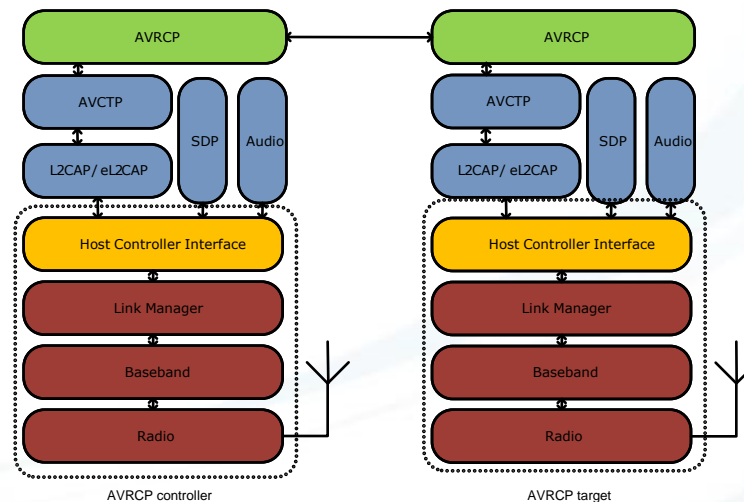 AVRCP
AVCTP
SDP
Audio
L2CAP/ eL2CAP
Host Controller Interface
Link Manager
Baseband
Radio
AVRCP controller
AVRCP
AVCTP
SDP
Audio
L2CAP/ eL2CAP
Host Controller Interface
Link Manager
Baseband
Radio
AVRCP target